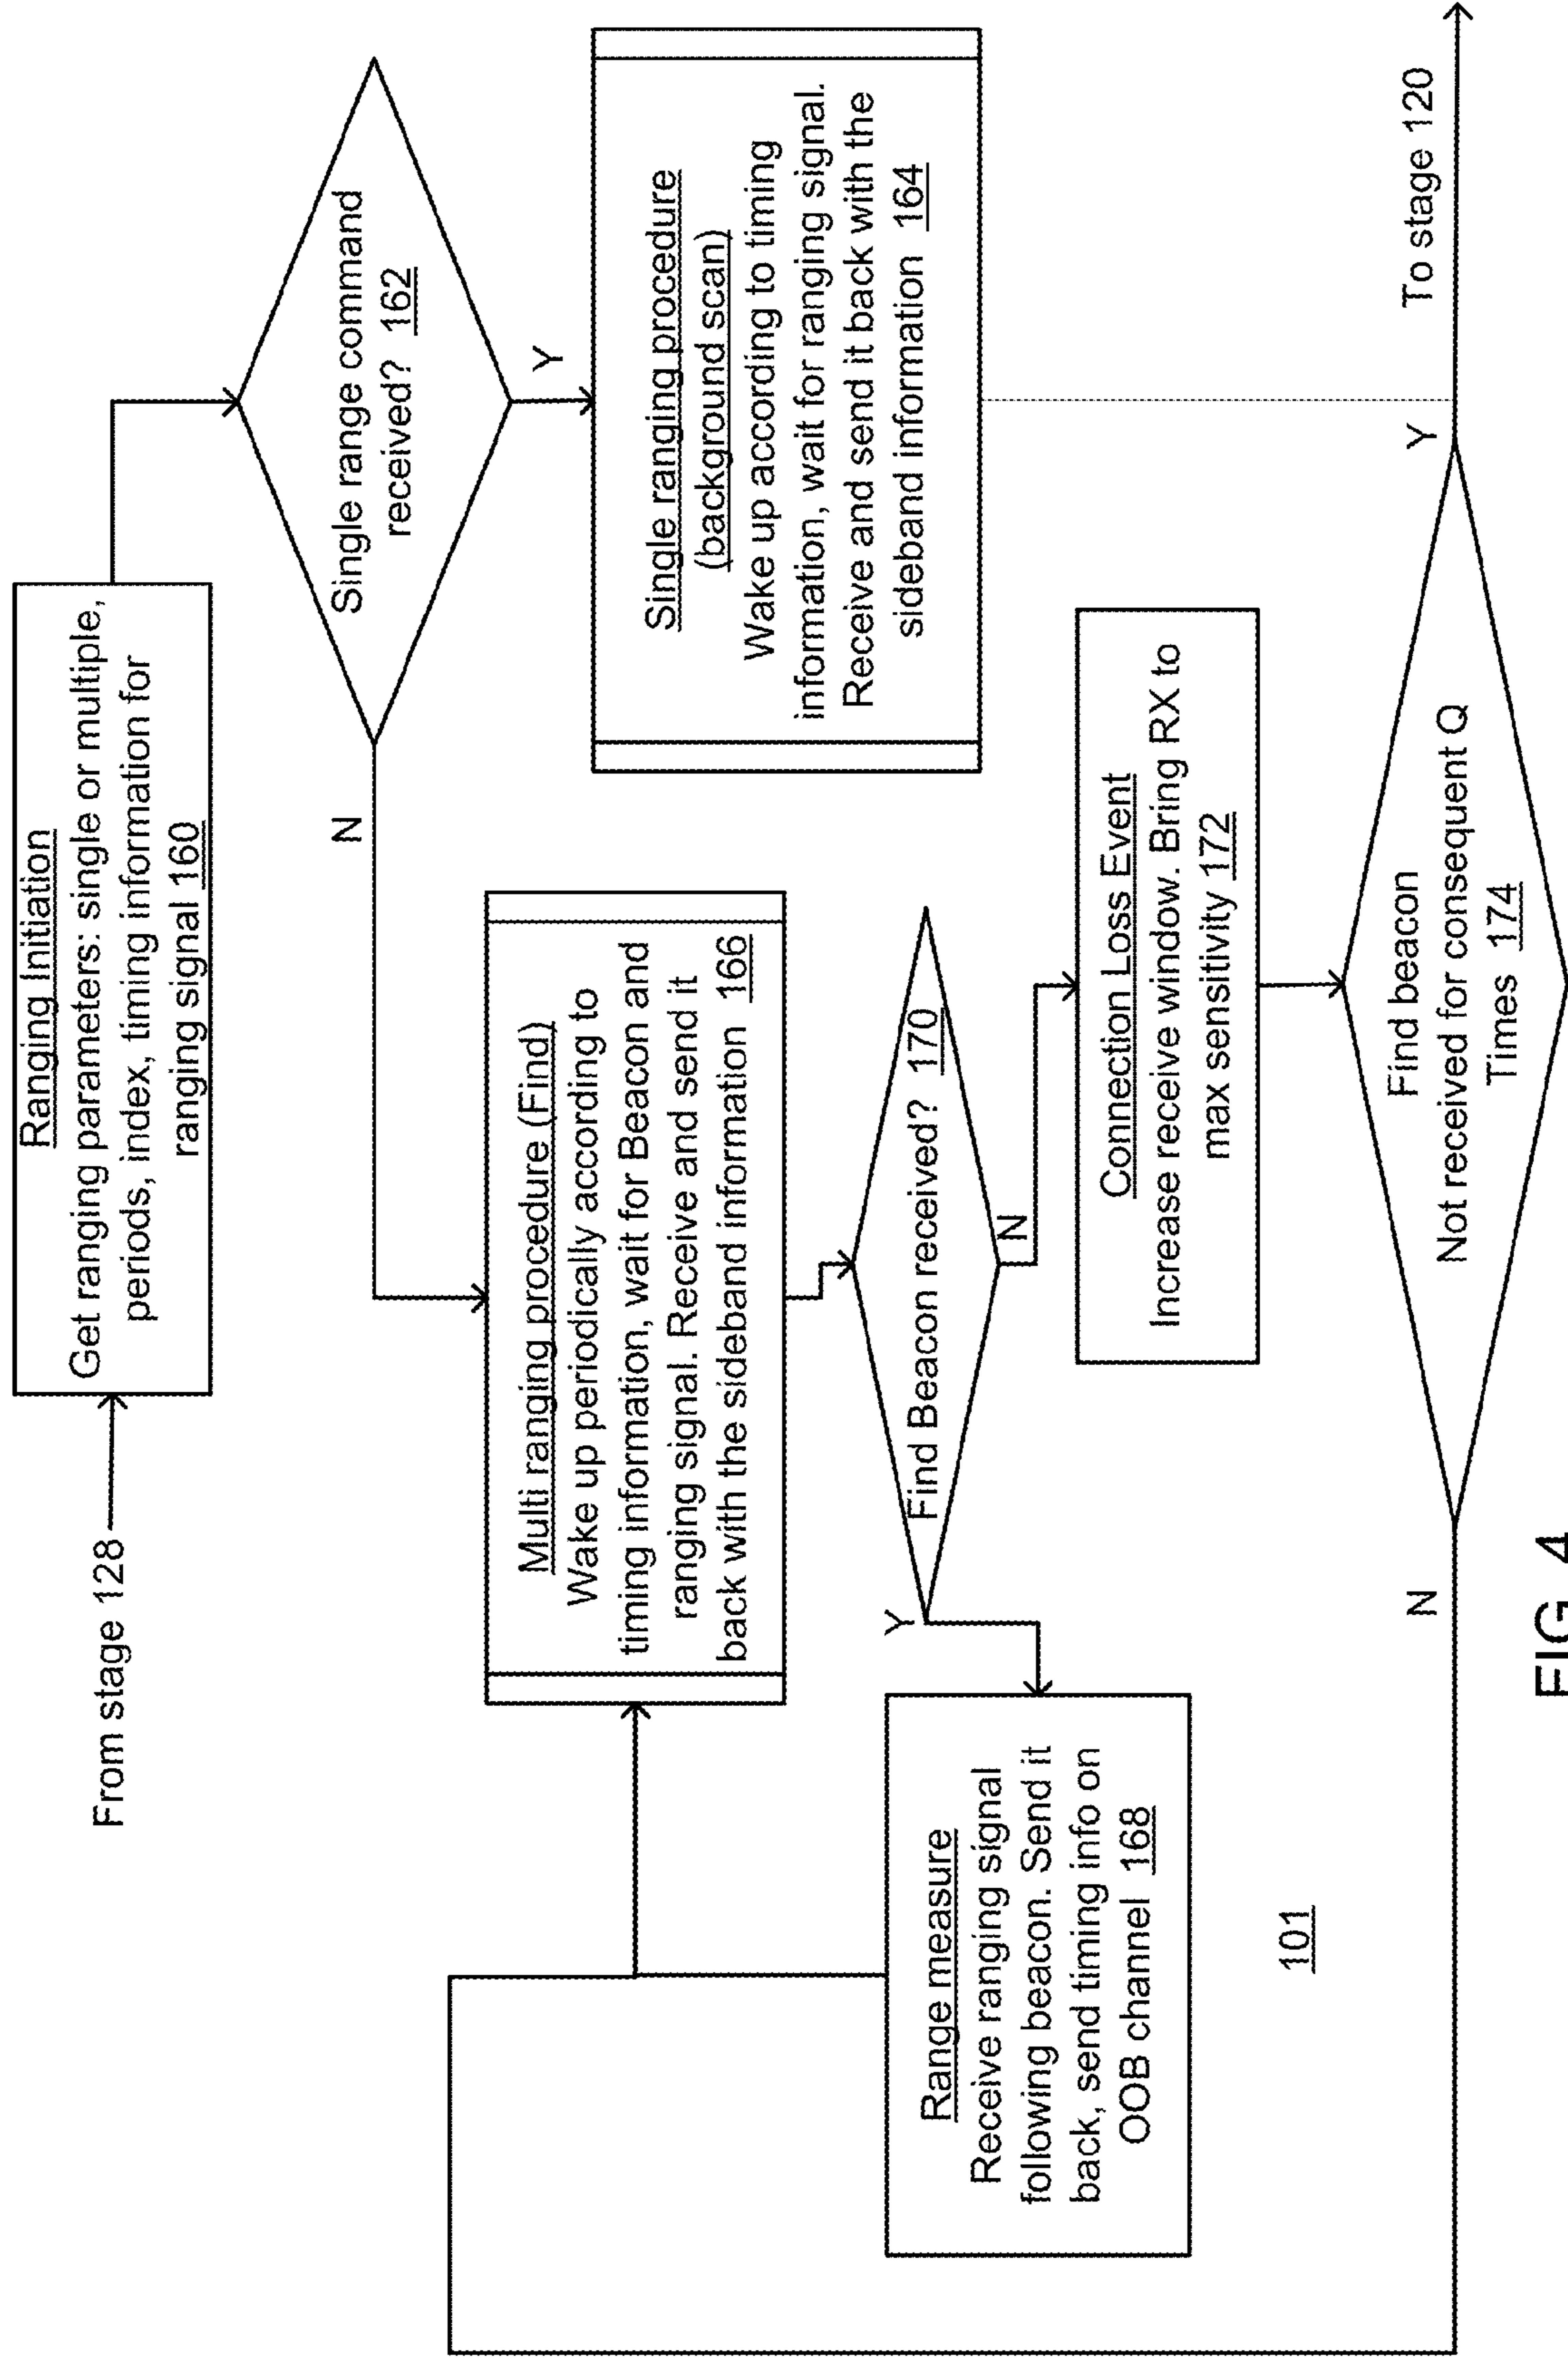 From stage 128
Ranging Initiation
Get ranging parameters: single or multiple,
periods, index, timing information for
ranging signal 160
Single range command
received? 162
N
Y
Single ranging procedure
(background scan)
Wake up according to timing
information, wait for ranging signal.
Receive and send it back with the
sideband information 164
Multi ranging procedure (Find)
Wake up periodically according to
timing information, wait for Beacon and
ranging signal. Receive and send it
back with the sideband information 166
Find Beacon received? 170
Y
N
Range measure
Receive ranging signal
following beacon. Send it
back, send timing info on
OOB channel 168
Connection Loss Event
Increase receive window. Bring RX to
max sensitivity 172
Find beacon
Not received for consequent Q
Times 174
N
Y
To stage 120
101
FIG. 4